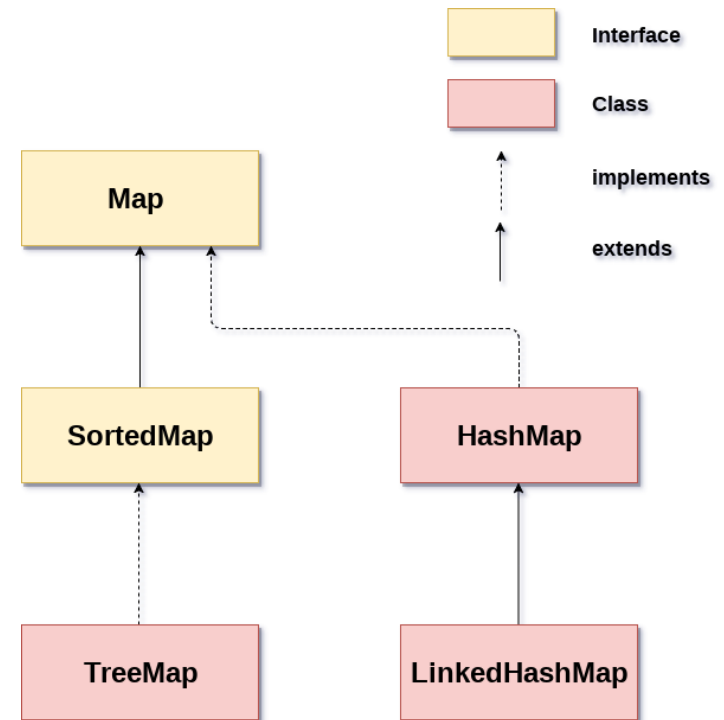 Interface
Class
implements
extends
Map
SortedMap
HashMap
TreeMap
LinkedHashMap